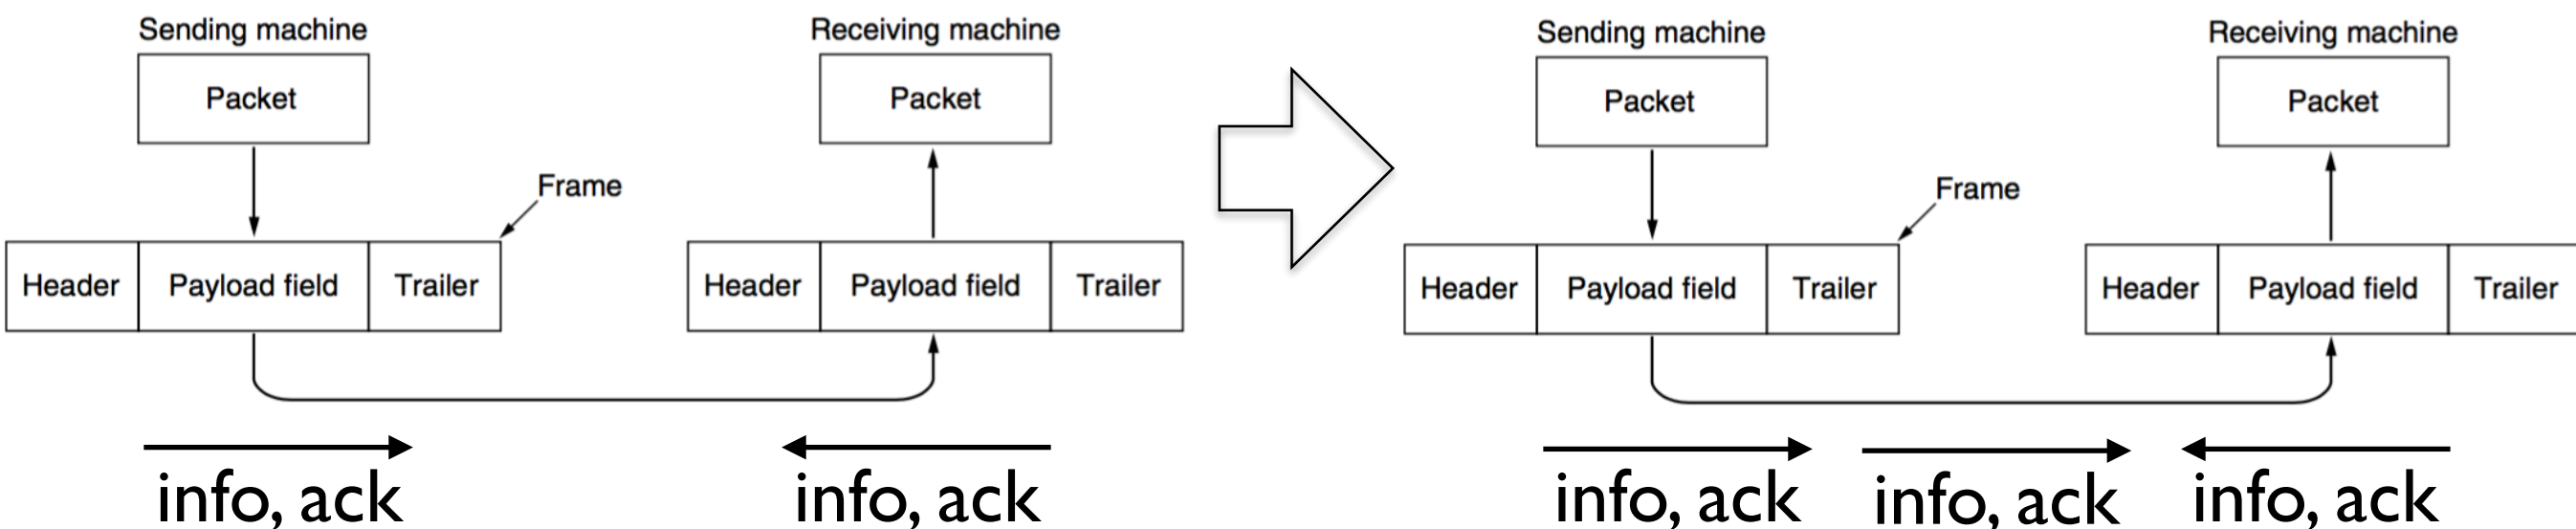 Sending machine
Receiving machine
Packet
Packet
Frame
Header
Payload field
Trailer
Header
Payload field
Trailer
info, ack
info, ack
Sending machine
Receiving machine
Packet
Packet
Frame
Header
Payload field
Trailer
Header
Payload field
Trailer
info, ack
info, ack
info, ack